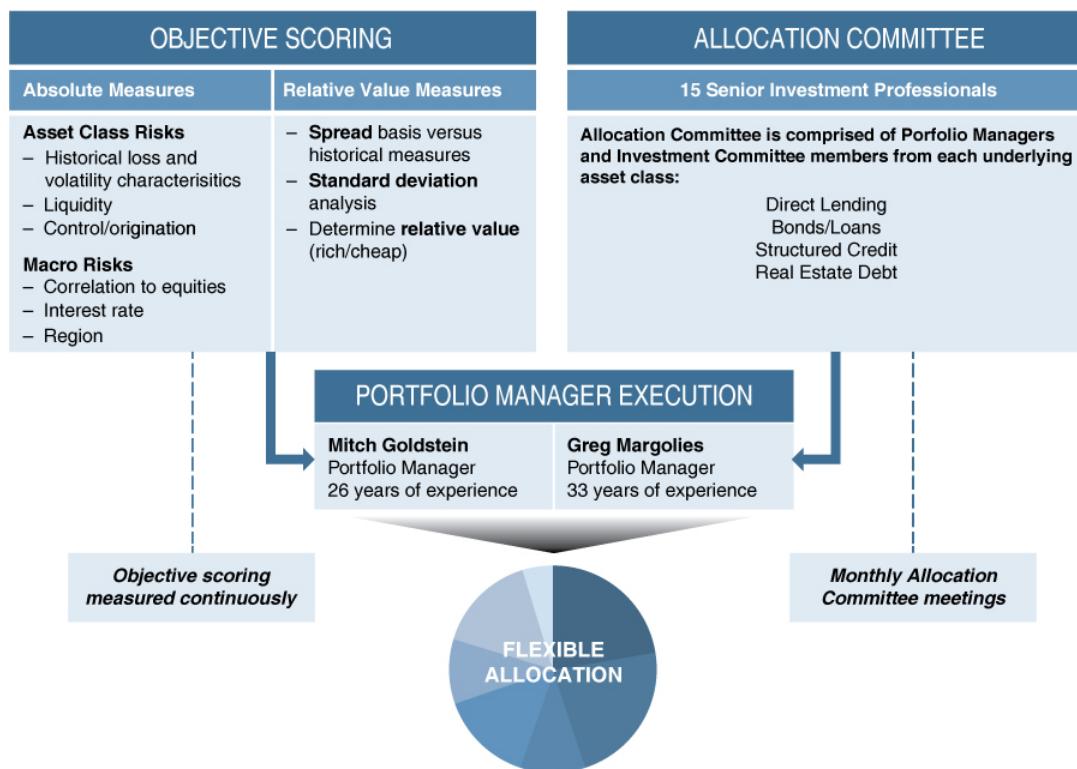 OBJECTIVE SCORING
Absolute Measures
Asset Class Risks
– Historical loss and
volatility characterisitics
– Liquidity
– Control/origination
Macro Risks
– Correlation to equities
– Interest rate
– Region
Relative Value Measures
– Spread basis versus
historical measures
– Standard deviation
analysis
– Determine relative value
(rich/cheap)
ALLOCATION COMMITTEE
15 Senior Investment Professionals
Allocation Committee is comprised of Porfolio Managers
and Investment Committee members from each underlying
asset class:
Direct Lending
Bonds/Loans
Structured Credit
Real Estate Debt
PORTFOLIO MANAGER EXECUTION
Mitch Goldstein
Portfolio Manager
26 years of experience
Greg Margolies
Portfolio Manager
33 years of experience
Objective scoring
measured continuously
Monthly Allocation
Committee meetings
FLEXIBLE
ALLOCATION